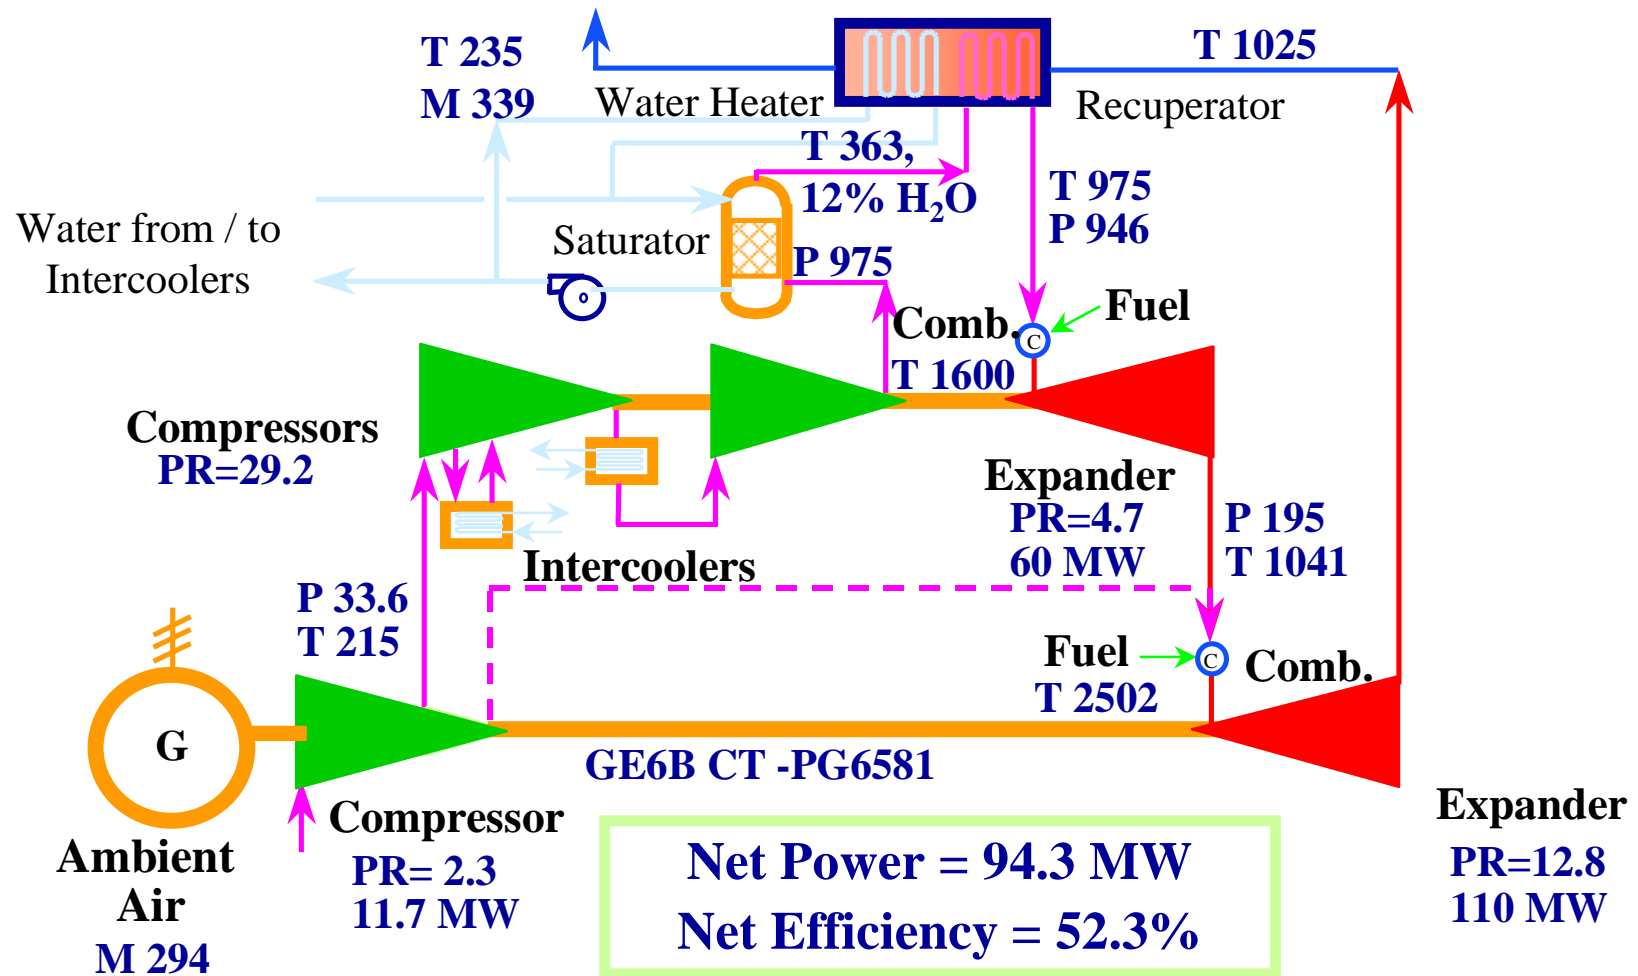 T 235
M 339
Water Heater
T 1025
Recuperator
T 363,
12% H₂O
T 975
P 946
Water from / to
Intercoolers
Saturator
P 975
Comb.
Fuel
C
T 1600
Compressors
PR=29.2
Expander
PR=4.7
60 MW
P 195
T 1041
Intercoolers
P 33.6
T 215
Fuel
C
Comb.
T 2502
G
GE6B CT -PG6581
Compressor
PR= 2.3
11.7 MW
Ambient
Air
M 294
Net Power = 94.3 MW
Net Efficiency = 52.3%
Expander
PR=12.8
110 MW